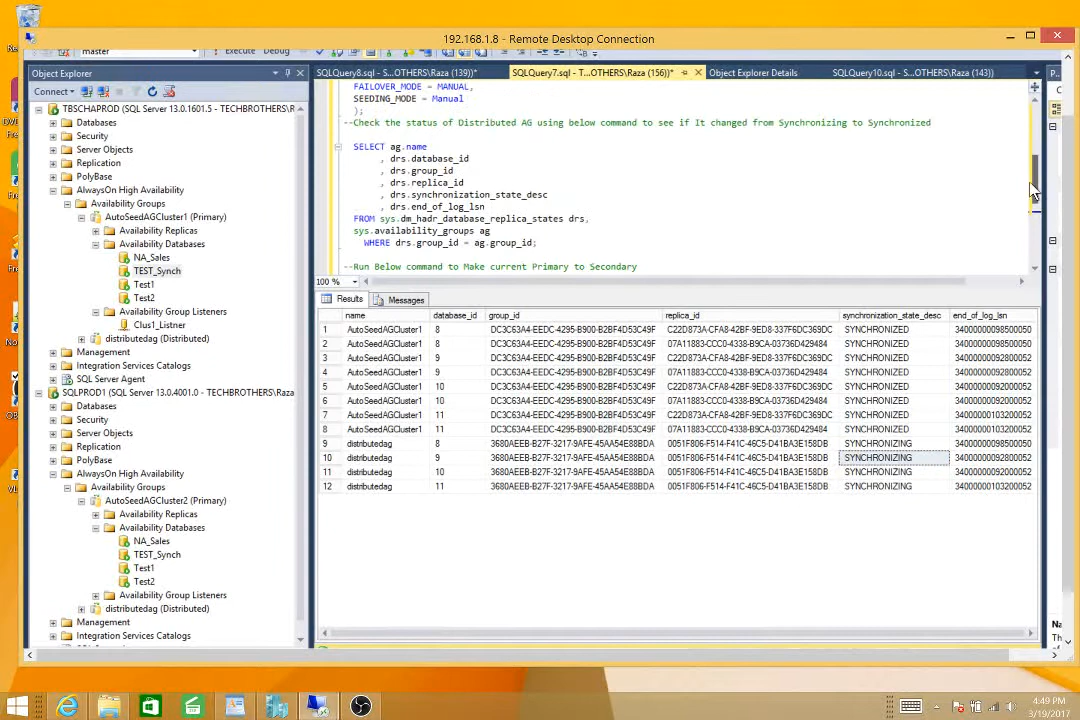 192.168.1.8 - Remote Desktop Connection
master
Execute Debug
Object Explorer
SQLQuery8.sql - S...OTHERS\Raza (139))*
SQLQuery7.sql - T...OTHERS\Raza (156))*
Object Explorer Details
SQLQuery10.sql - S...OTHERS\Raza (143))
Connect
TBSCHAPROD (SQL Server 13.0.1601.5 - TECHBROTHERS\R
Databases
Security
Server Objects
Replication
PolyBase
AlwaysOn High Availability
Availability Groups
AutoSeedAGCluster1 (Primary)
Availability Replicas
Availability Databases
NA_Sales
TEST_Synch
Test1
Test2
Availability Group Listeners
Clus1_Listner
distributedag (Distributed)
Management
Integration Services Catalogs
SQL Server Agent
SQLPROD1 (SQL Server 13.0.4001.0 - TECHBROTHERS\Raza
Databases
Security
Server Objects
Replication
PolyBase
AlwaysOn High Availability
Availability Groups
AutoSeedAGCluster2 (Primary)
Availability Replicas
Availability Databases
NA_Sales
TEST_Synch
Test1
Test2
Availability Group Listeners
distributedag (Distributed)
Management
Integration Services Catalogs
FAILOVER_MODE = MANUAL,
SEEDING_MODE = Manual
);
--Check the status of Distributed AG using below command to see if It changed from Synchronizing to Synchronized
SELECT ag.name
, drs.database_id
, drs.group_id
, drs.replica_id
, drs.synchronization_state_desc
, drs.end_of_log_lsn
FROM sys.dm_hadr_database_replica_states drs,
sys.availability_groups ag
WHERE drs.group_id = ag.group_id;
--Run Below command to Make current Primary to Secondary
100 %
Results Messages
name database_id group_id replica_id synchronization_state_desc end_of_log_lsn
1 AutoSeedAGCluster1 8 DC3C63A4-EEDC-4295-B900-B2BF4D53C49F C22D873A-CFA8-42BF-9ED8-337F6DC369DC SYNCHRONIZED 34000000098500050
2 AutoSeedAGCluster1 8 DC3C63A4-EEDC-4295-B900-B2BF4D53C49F 07A11883-CCC0-4338-BEA0-03736D429484 SYNCHRONIZED 34000000098500050
3 AutoSeedAGCluster1 9 DC3C63A4-EEDC-4295-B900-B2BF4D53C49F C22D873A-CFA8-42BF-9ED8-337F6DC369DC SYNCHRONIZED 34000000092800052
4 AutoSeedAGCluster1 9 DC3C63A4-EEDC-4295-B900-B2BF4D53C49F 07A11883-CCC0-4338-BEA0-03736D429484 SYNCHRONIZED 34000000092800052
5 AutoSeedAGCluster1 10 DC3C63A4-EEDC-4295-B900-B2BF4D53C49F C22D873A-CFA8-42BF-9ED8-337F6DC369DC SYNCHRONIZED 34000000092000052
6 AutoSeedAGCluster1 10 DC3C63A4-EEDC-4295-B900-B2BF4D53C49F 07A11883-CCC0-4338-BEA0-03736D429484 SYNCHRONIZED 34000000092000052
7 AutoSeedAGCluster1 11 DC3C63A4-EEDC-4295-B900-B2BF4D53C49F C22D873A-CFA8-42BF-9ED8-337F6DC369DC SYNCHRONIZED 34000000103200052
8 AutoSeedAGCluster1 11 DC3C63A4-EEDC-4295-B900-B2BF4D53C49F 07A11883-CCC0-4338-BEA0-03736D429484 SYNCHRONIZED 34000000103200052
9 distributedag 8 3680AEEB-B27F-3217-9AFE-45AA54E88BDA 0051F806-F514-F41C-46C5-D41BA3E158DB SYNCHRONIZING 34000000098500050
10 distributedag 9 3680AEEB-B27F-3217-9AFE-45AA54E88BDA 0051F806-F514-F41C-46C5-D41BA3E158DB SYNCHRONIZING 34000000092800052
11 distributedag 10 3680AEEB-B27F-3217-9AFE-45AA54E88BDA 0051F806-F514-F41C-46C5-D41BA3E158DB SYNCHRONIZING 34000000092000052
12 distributedag 11 3680AEEB-B27F-3217-9AFE-45AA54E88BDA 0051F806-F514-F41C-46C5-D41BA3E158DB SYNCHRONIZING 34000000103200052
4:49 PM
3/19/2017